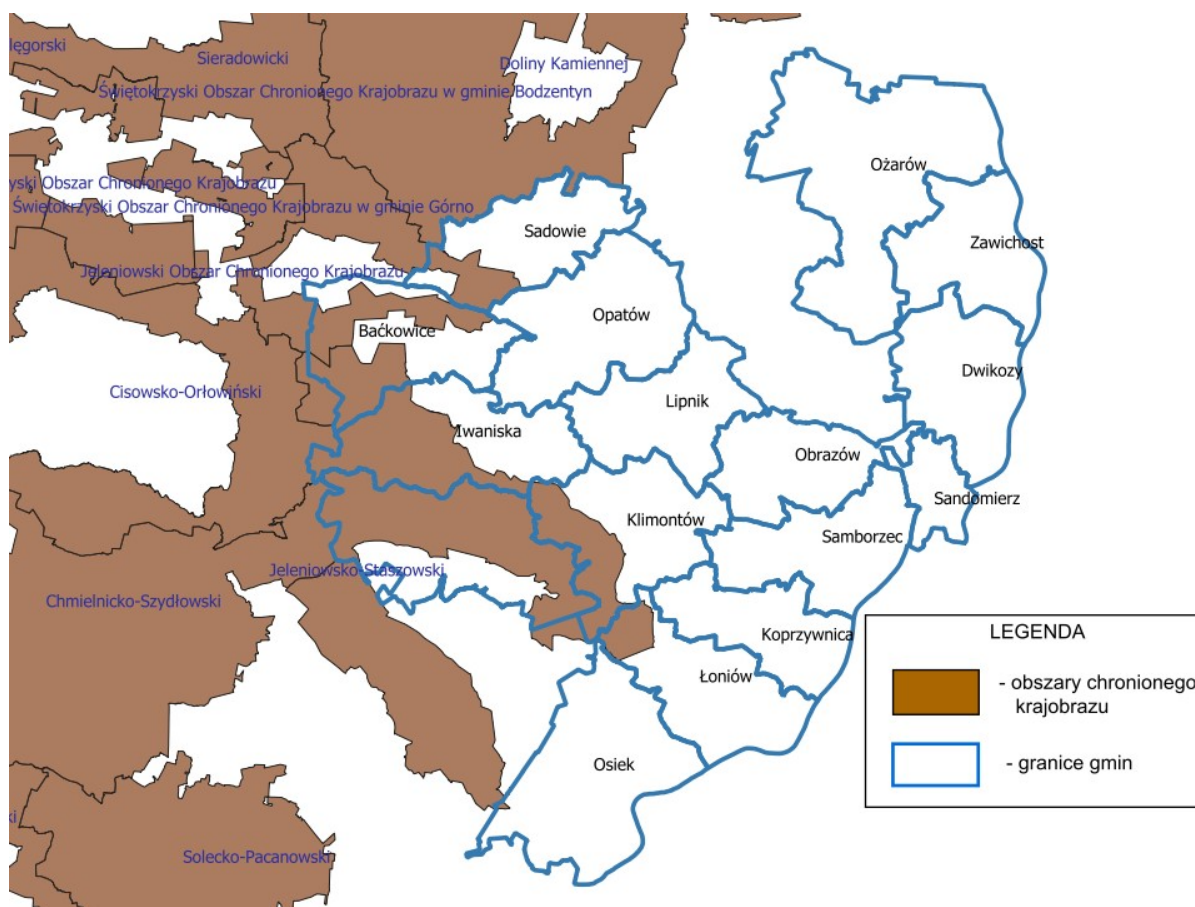 lęgorski
Sieradowicki
Doliny Kamiennej
Świętokrzyski Obszar Chronionego Krajobrazu w gminie Bodzentyn
Ożarów
yski Obszar Chronionego Krajobrazu
Świętokrzyski Obszar Chronionego Krajobrazu w gminie Górno
Sadowie
Zawichost
Jeleniowski Obszar Chronionego Krajobrazu
Opatów
Baćkowice
Dwikozy
Cisowsko-Orłowiński
Lipnik
Iwaniska
Obrazów
Sandomierz
Klimontów
Samborzec
Jeleniowsko-Staszowski
Chmielnicko-Szydłowski
Koprzywnica
Łoniów
Osiek
ki
Solecko-Pacanowski
LEGENDA
- obszary chronionego
krajobrazu
- granice gmin